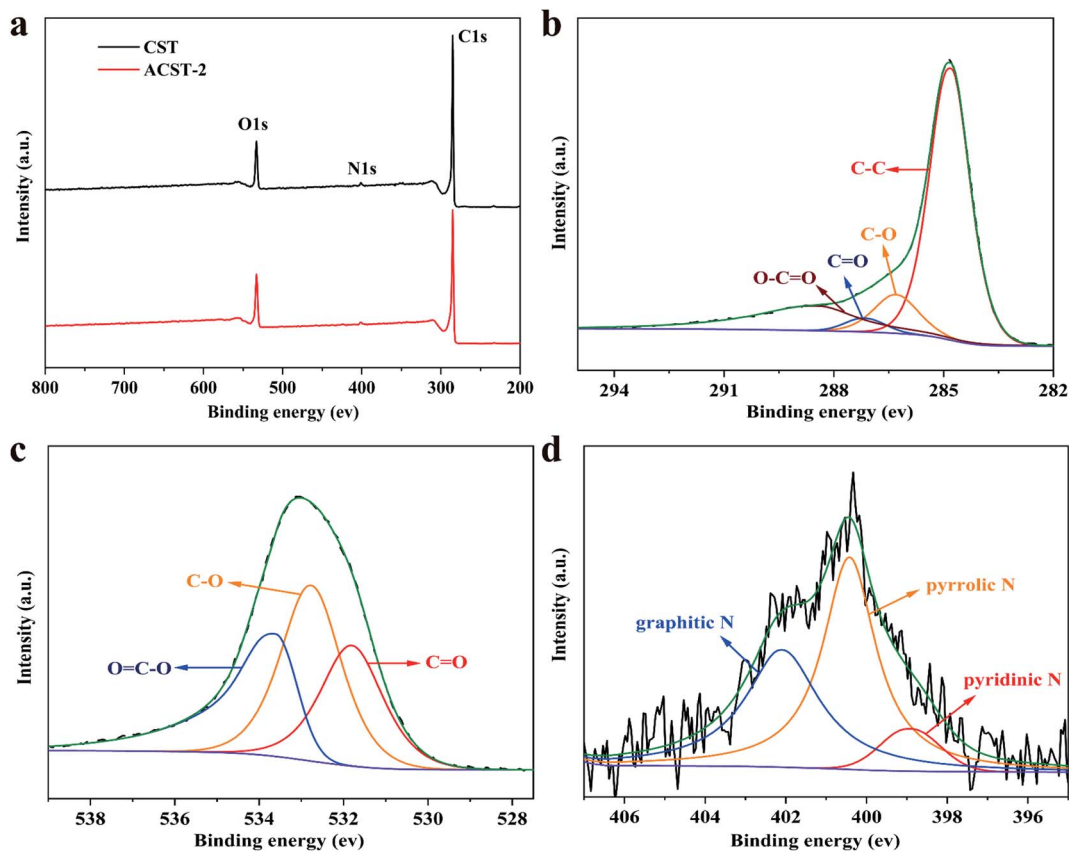 a
CST
ACST-2
C1s
O1s
N1s
Intensity (a.u.)
800 700 600 500 400 300 200
Binding energy (ev)
b
C-C
C-O
C=O
O-C=O
Intensity (a.u.)
294 291 288 285 282
Binding energy (ev)
c
C-O
O=C-O
C=O
Intensity (a.u.)
538 536 534 532 530 528
Binding energy (ev)
d
pyrrolic N
graphitic N
pyridinic N
Intensity (a.u.)
406 404 402 400 398 396
Binding energy (ev)